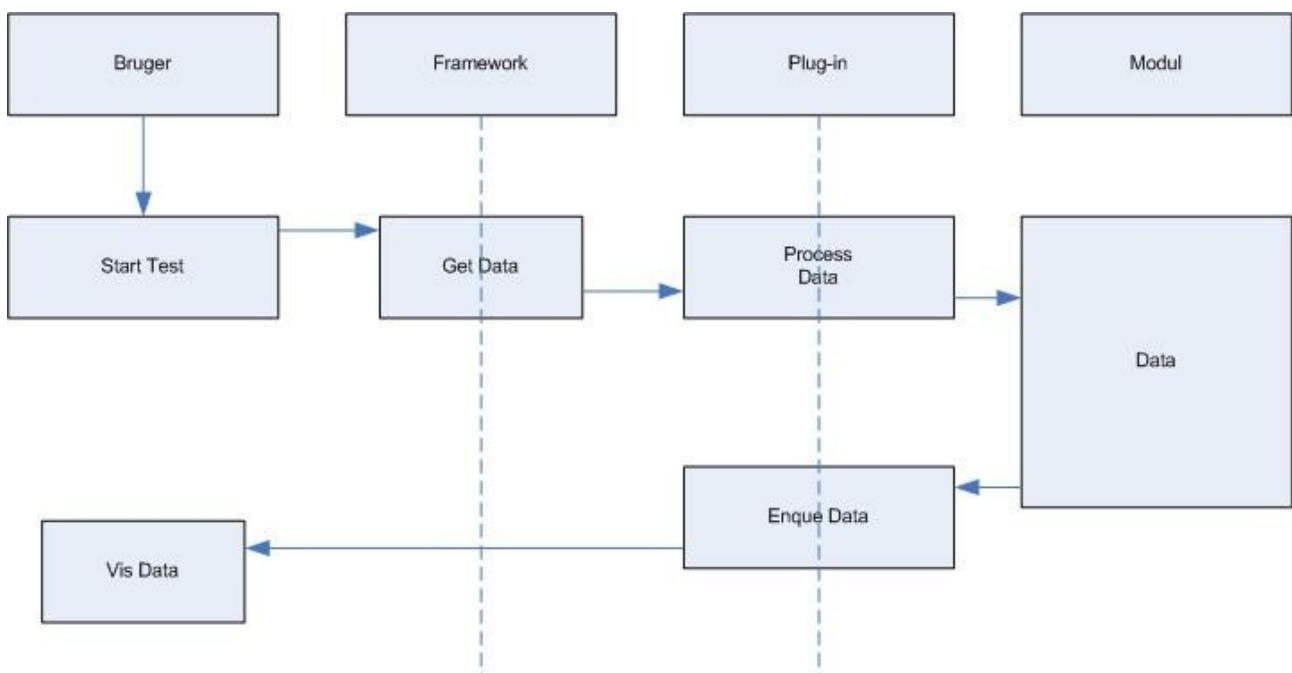 Bruger
Framework
Plug-in
Modul
Start Test
Get Data
Process
Data
Data
Enque Data
Vis Data